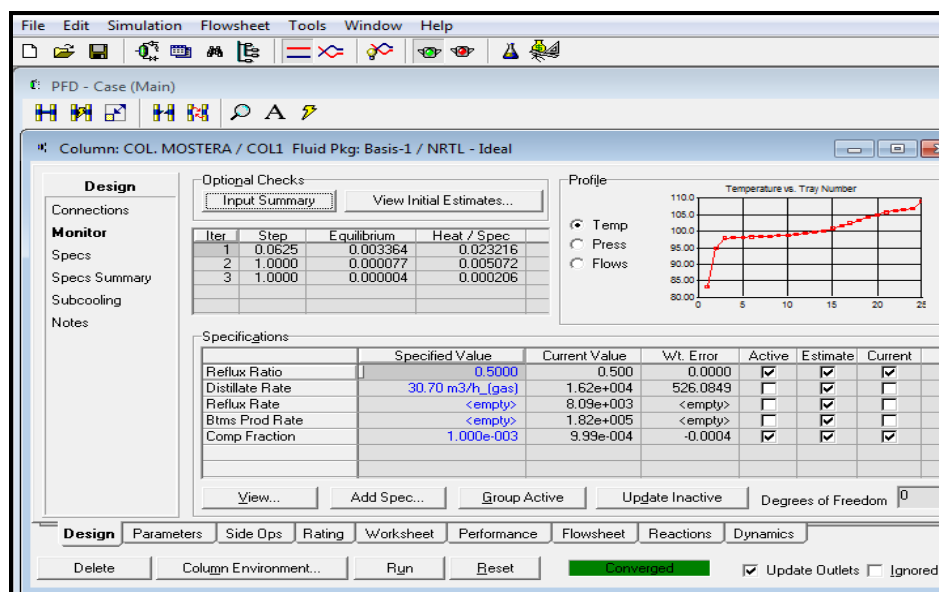 File Edit Simulation Flowsheet Tools Window Help
PFD - Case (Main)
A
Column: COL. MOSTERA / COL1 Fluid Pkg: Basis-1 / NRTL - Ideal
Design
Connections
Monitor
Specs
Specs Summary
Subcooling
Notes
Optional Checks
Input Summary View Initial Estimates...
Iter Step Equilibrium Heat / Spec
1 0.0625 0.003364 0.023216
2 1.0000 0.000077 0.005072
3 1.0000 0.000004 0.000206
Profile
Temp
Press
Flows
Temperature vs. Tray Number
110.0
105.0
100.0
95.00
90.00
85.00
80.00
0 5 10 15 20 25
Specifications
Specified Value Current Value Wt. Error Active Estimate Current
Reflux Ratio 0.5000 0.500 0.0000
Distillate Rate 30.70 m3/h_(gas) 1.62e+004 526.0849
Reflux Rate <empty> 8.09e+003 <empty>
Btms Prod Rate <empty> 1.82e+005 <empty>
Comp Fraction 1.000e-003 9.99e-004 -0.0004
View... Add Spec... Group Active Update Inactive Degrees of Freedom 0
Design Parameters Side Ops Rating Worksheet Performance Flowsheet Reactions Dynamics
Delete Column Environment... Run Reset Converged Update Outlets Ignored